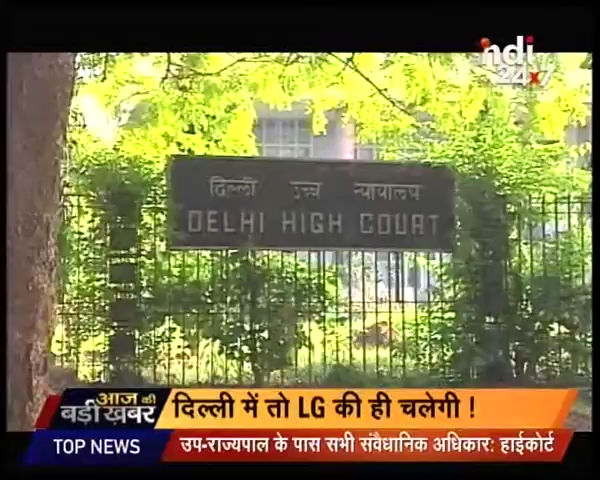 ndi
24x7
दिल्ली उच्च न्यायालय
DELHI HIGH COURT
आज की
बड़ी ख़बर
दिल्ली में तो LG की ही चलेगी !
TOP NEWS
उप-राज्यपाल के पास सभी संवैधानिक अधिकार: हाईकोर्ट